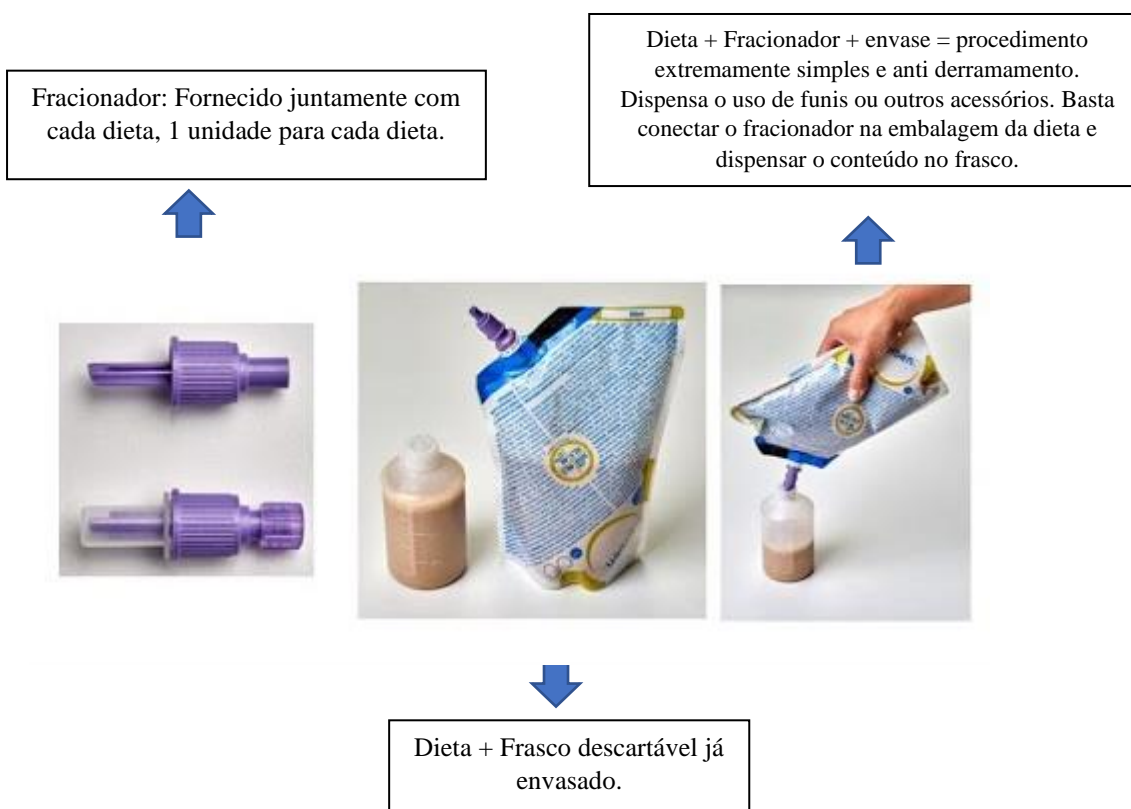 Fracionador: Fornecido juntamente com
cada dieta, 1 unidade para cada dieta.
Dieta + Fracionador + envase = procedimento
extremamente simples e anti derramamento.
Dispensa o uso de funis ou outros acessórios. Basta
conectar o fracionador na embalagem da dieta e
dispensar o conteúdo no frasco.
Dieta + Frasco descartável já
envasado.